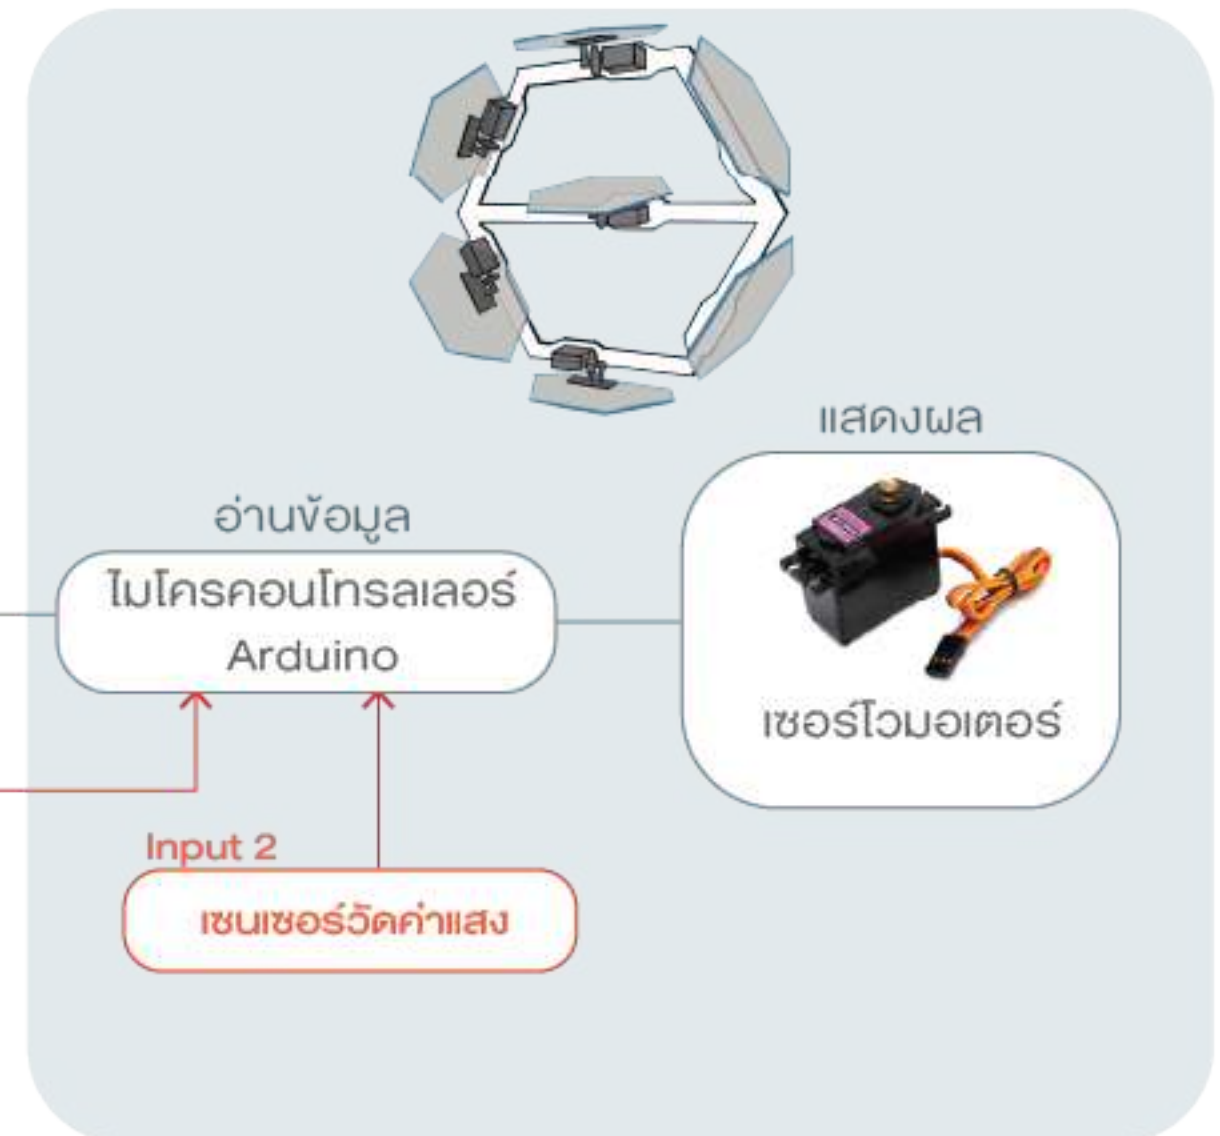 แสดงผล
อ่านข้อมูล
ไมโครคอนโทรลเลอร์
Arduino
เซอร์โวมอเตอร์
Input 2
เซนเซอร์วัดค่าแสง